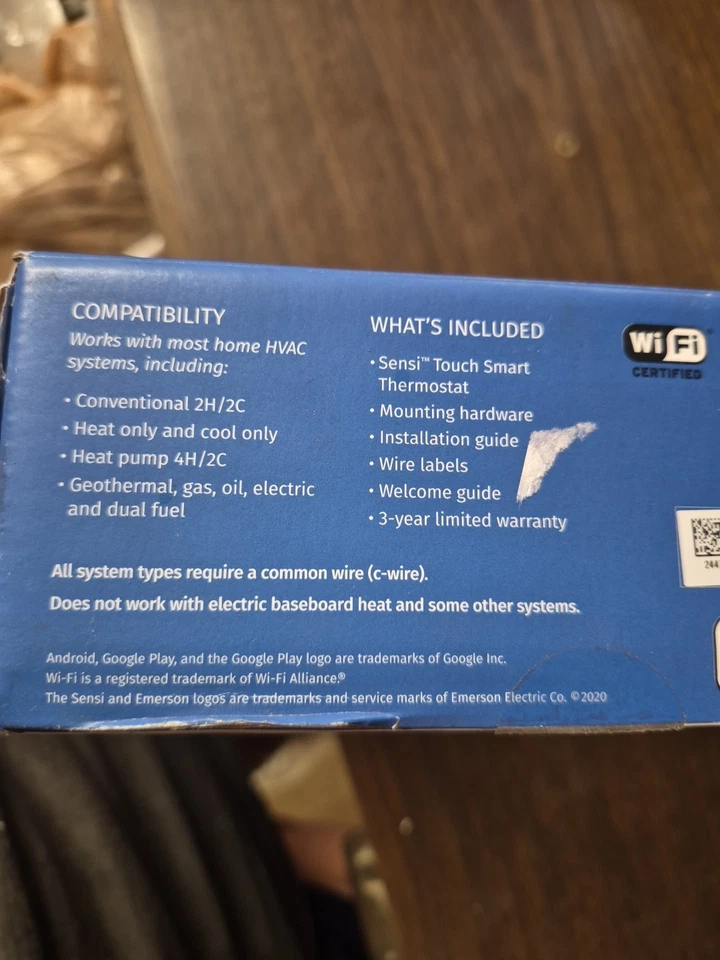 COMPATIBILITY
Works with most home HVAC
systems, including:
• Conventional 2H/2C
• Heat only and cool only
• Heat pump 4H/2C
• Geothermal, gas, oil, electric
and dual fuel
WHAT'S INCLUDED
• Sensi™ Touch Smart
Thermostat
• Mounting hardware
• Installation guide
• Wire labels
• Welcome guide
• 3-year limited warranty
Wi Fi
CERTIFIED
244
All system types require a common wire (c-wire).
Does not work with electric baseboard heat and some other systems.
Android, Google Play, and the Google Play logo are trademarks of Google Inc.
Wi-Fi is a registered trademark of Wi-Fi Alliance.®
The Sensi and Emerson logos are trademarks and service marks of Emerson Electric Co. ©2020